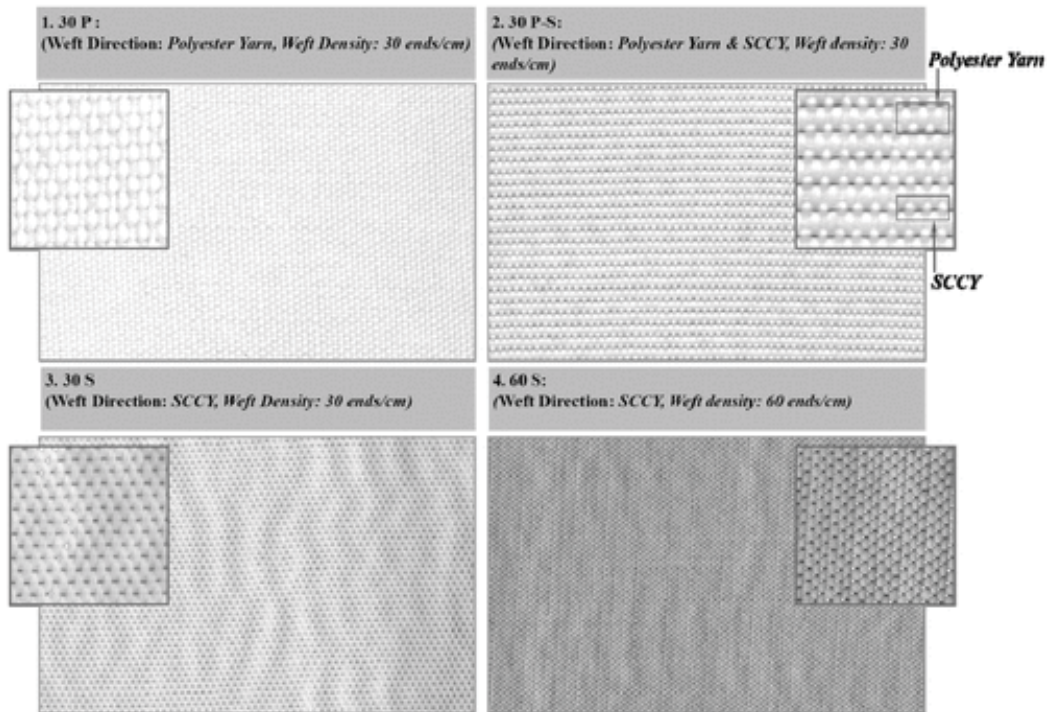 1. 30 P :
(Weft Direction: Polyester Yarn, Weft Density: 30 ends/cm)
2. 30 P-S:
(Weft Direction: Polyester Yarn & SCCY, Weft density: 30
ends/cm)
Polyester Yarn
SCCY
3. 30 S
(Weft Direction: SCCY, Weft Density: 30 ends/cm)
4. 60 S:
(Weft Direction: SCCY, Weft density: 60 ends/cm)